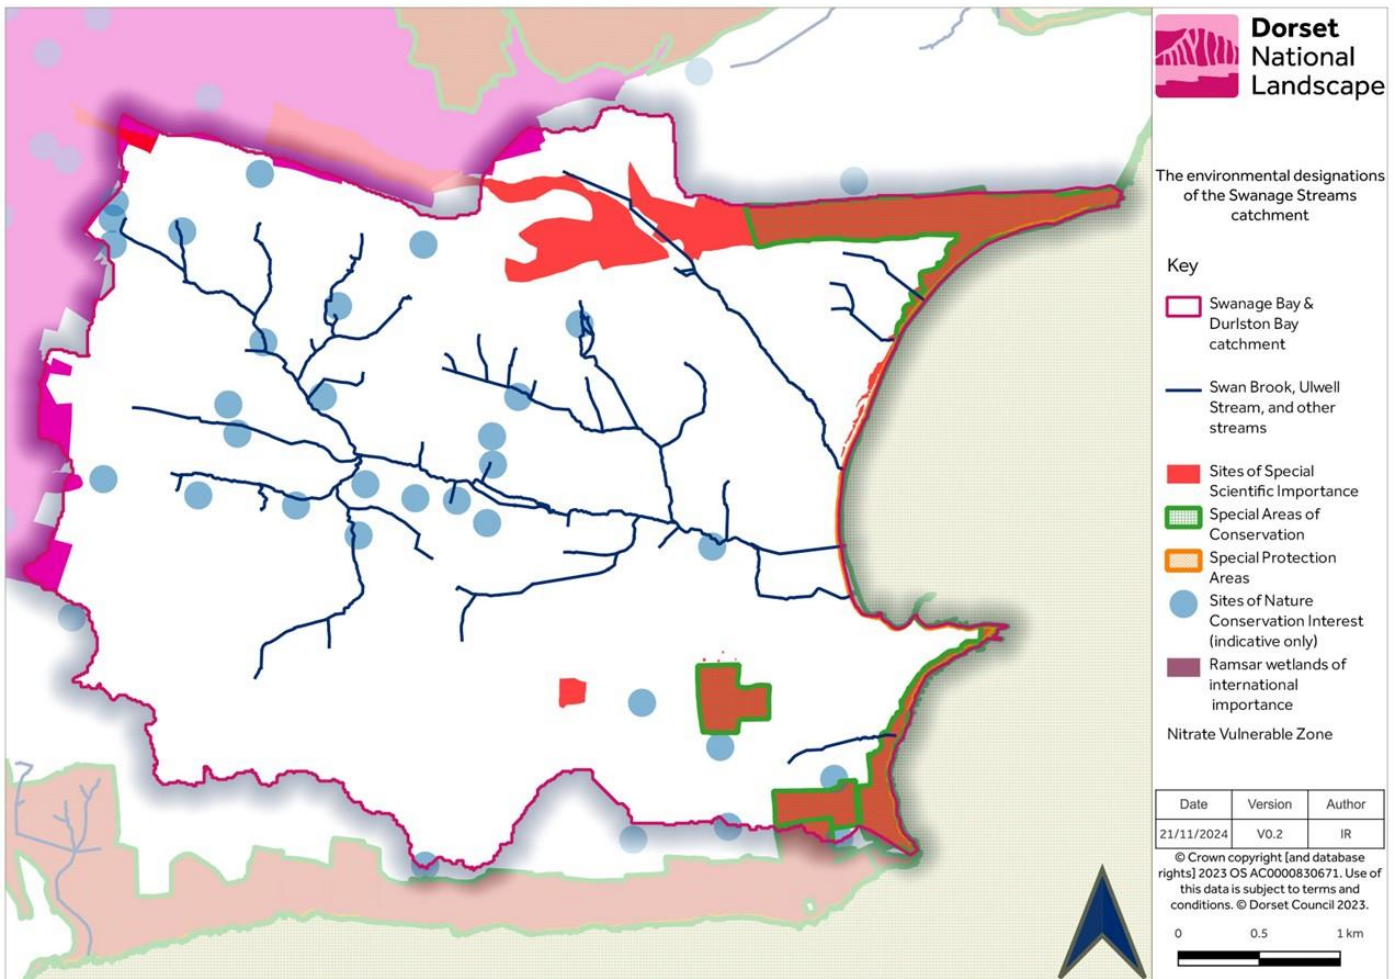 Dorset
National
Landscape
The environmental designations
of the Swanage Streams
catchment
Key
Swanage Bay &
Durlston Bay
catchment
Swan Brook, Ulwell
Stream, and other
streams
Sites of Special
Scientific Importance
Special Areas of
Conservation
Special Protection
Areas
Sites of Nature
Conservation Interest
(indicative only)
Ramsar wetlands of
international
importance
Nitrate Vulnerable Zone
Date Version Author
21/11/2024 V0.2 IR
© Crown copyright [and database
rights] 2023 OS AC0000830671. Use of
this data is subject to terms and
conditions. © Dorset Council 2023.
0 0.5 1 km